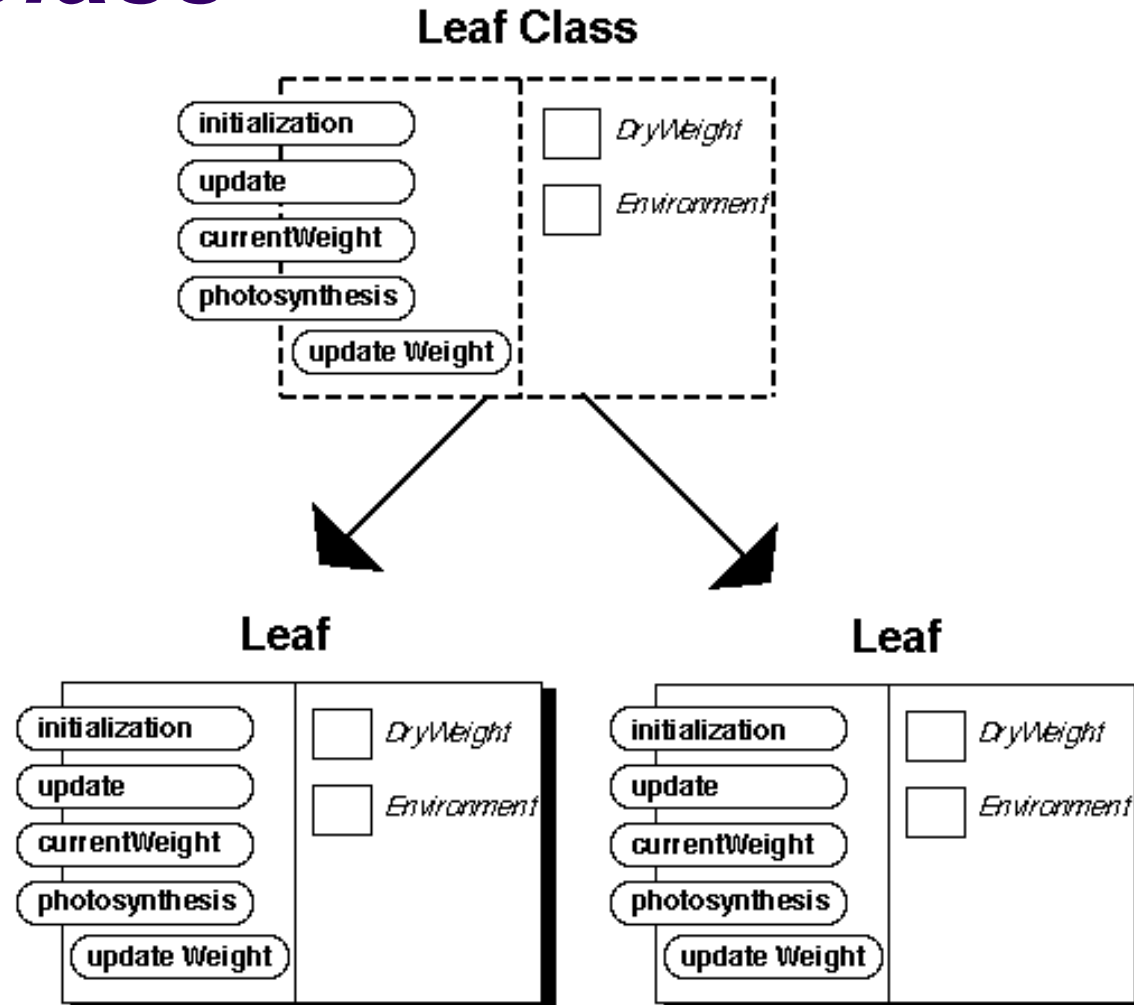 Leaf Class
initialization
update
currentWeight
photosynthesis
update Weight
DryWeight
Environment
Leaf
initialization
update
currentWeight
photosynthesis
update Weight
DryWeight
Environment
Leaf
initialization
update
currentWeight
photosynthesis
update Weight
DryWeight
Environment